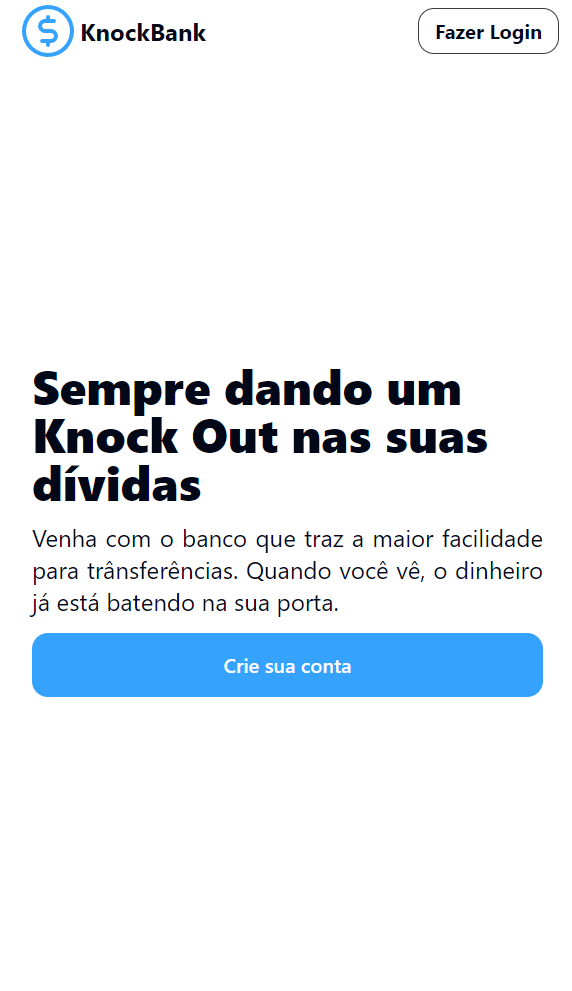 KnockBank
Fazer Login
Sempre dando um
Knock Out nas suas
dívidas
Venha com o banco que traz a maior facilidade
para trânsferências. Quando você vê, o dinheiro
já está batendo na sua porta.
Crie sua conta